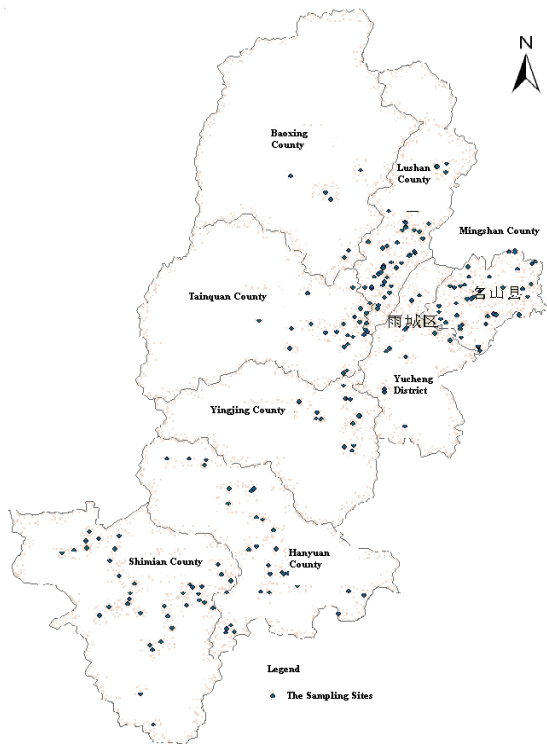 N
Baoxing
County
Lushan
County
Mingshan County
Tainquan County
名山县
雨城区
Yucheng
District
Yingjing County
Shimian County
Hanyuan
County
Legend
The Sampling Sites